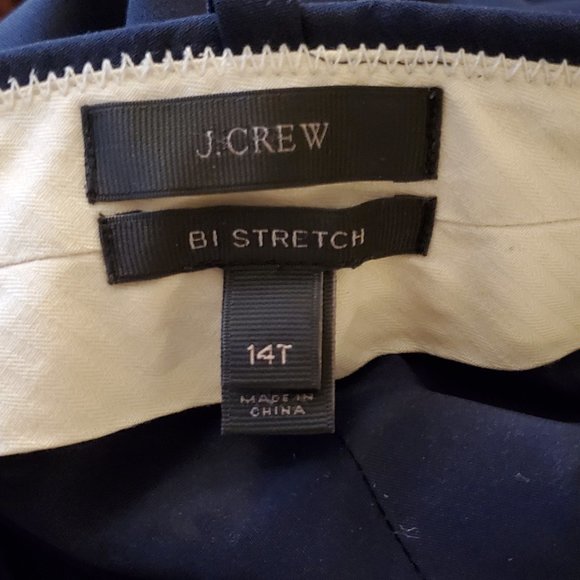 J.CREW
BI STRETCH
14T
MADE IN
CHINA